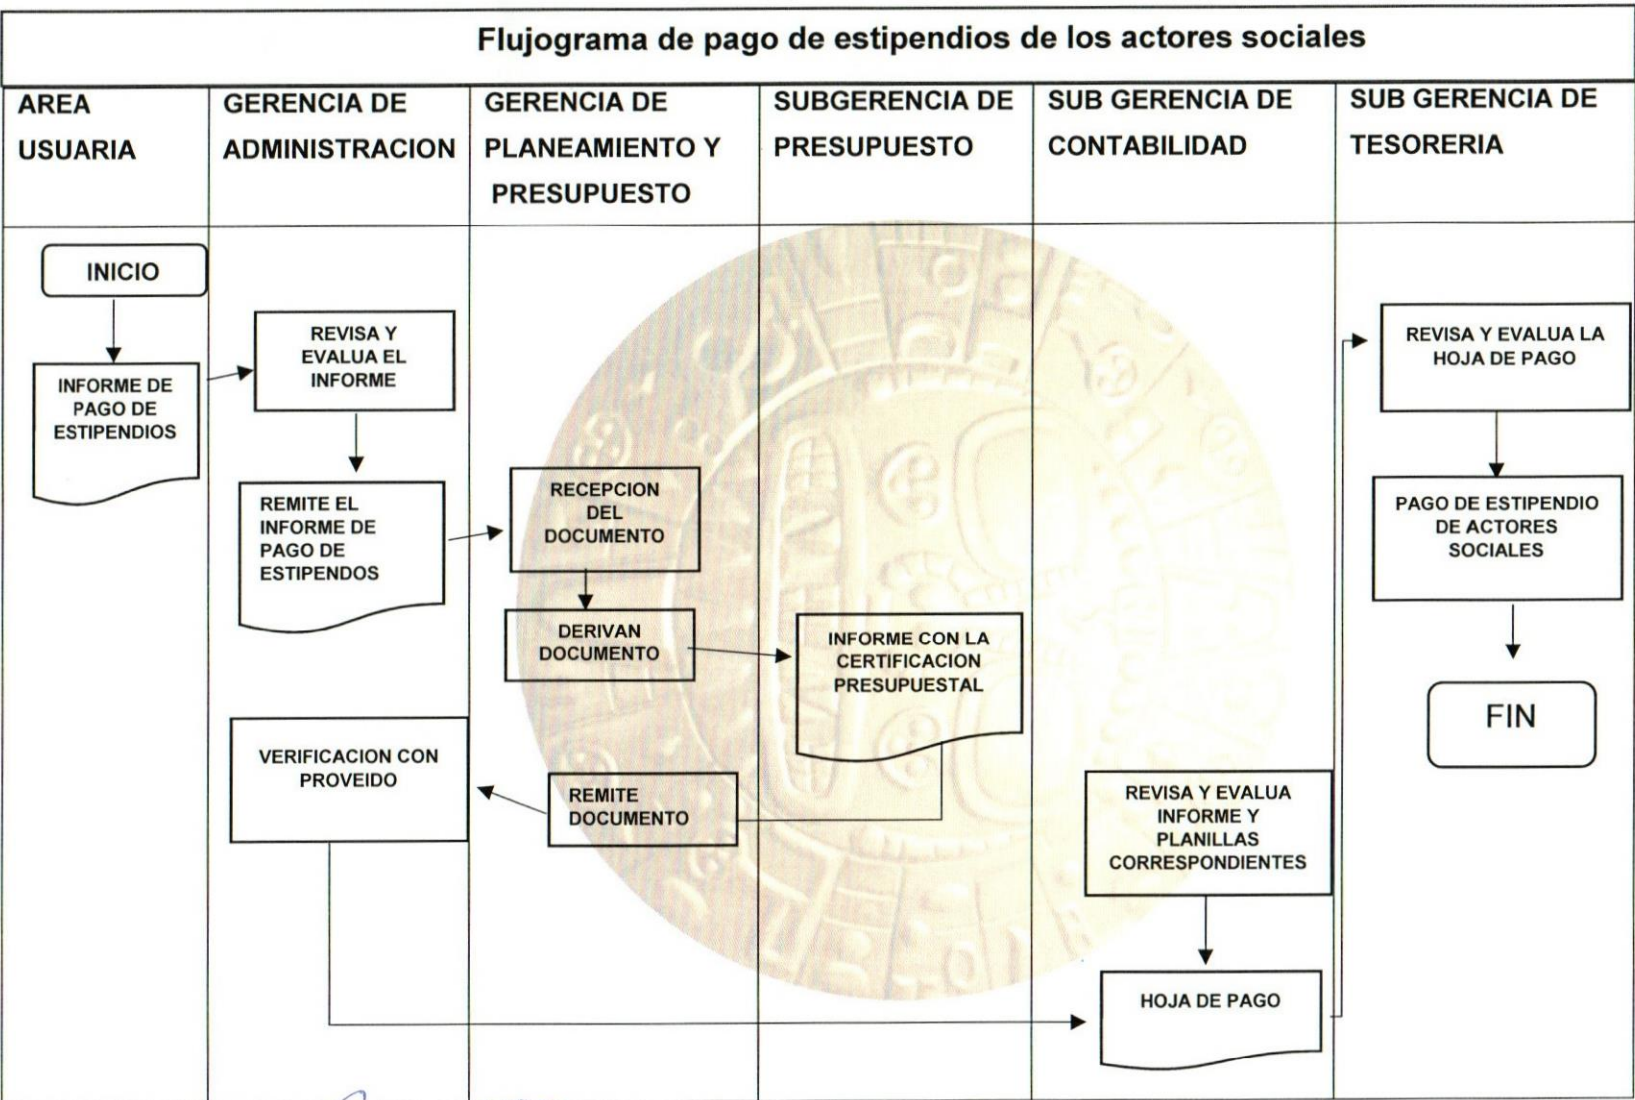 Flujograma de pago de estipendios de los actores sociales
AREA
USUARIA
GERENCIA DE
ADMINISTRACION
GERENCIA DE
PLANEAMIENTO Y
PRESUPUESTO
SUBGERENCIA DE
PRESUPUESTO
SUB GERENCIA DE
CONTABILIDAD
SUB GERENCIA DE
TESORERIA
INICIO
INFORME DE
PAGO DE
ESTIPENDIOS
REVISA Y
EVALUA EL
INFORME
REMITE EL
INFORME DE
PAGO DE
ESTIPENDOS
RECEPCION
DEL
DOCUMENTO
DERIVAN
DOCUMENTO
INFORME CON LA
CERTIFICACION
PRESUPUESTAL
REMITE
DOCUMENTO
VERIFICACION CON
PROVEIDO
REVISA Y EVALUA
INFORME Y
PLANILLAS
CORRESPONDIENTES
HOJA DE PAGO
REVISA Y EVALUA LA
HOJA DE PAGO
PAGO DE ESTIPENDIO
DE ACTORES
SOCIALES
FIN